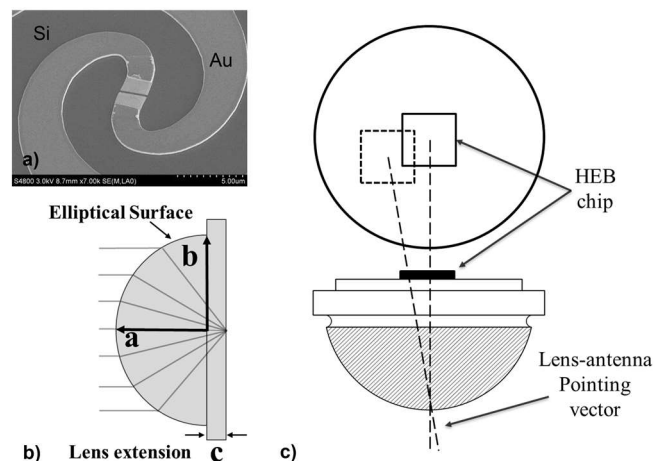 Si
Au
a)
S4800 3.0kV 8.7mm x7.00k SE(M,LA0)
5.00um
Elliptical Surface
b
a
b)
Lens extension
c
HEB
chip
Lens-antenna
Pointing
vector
c)